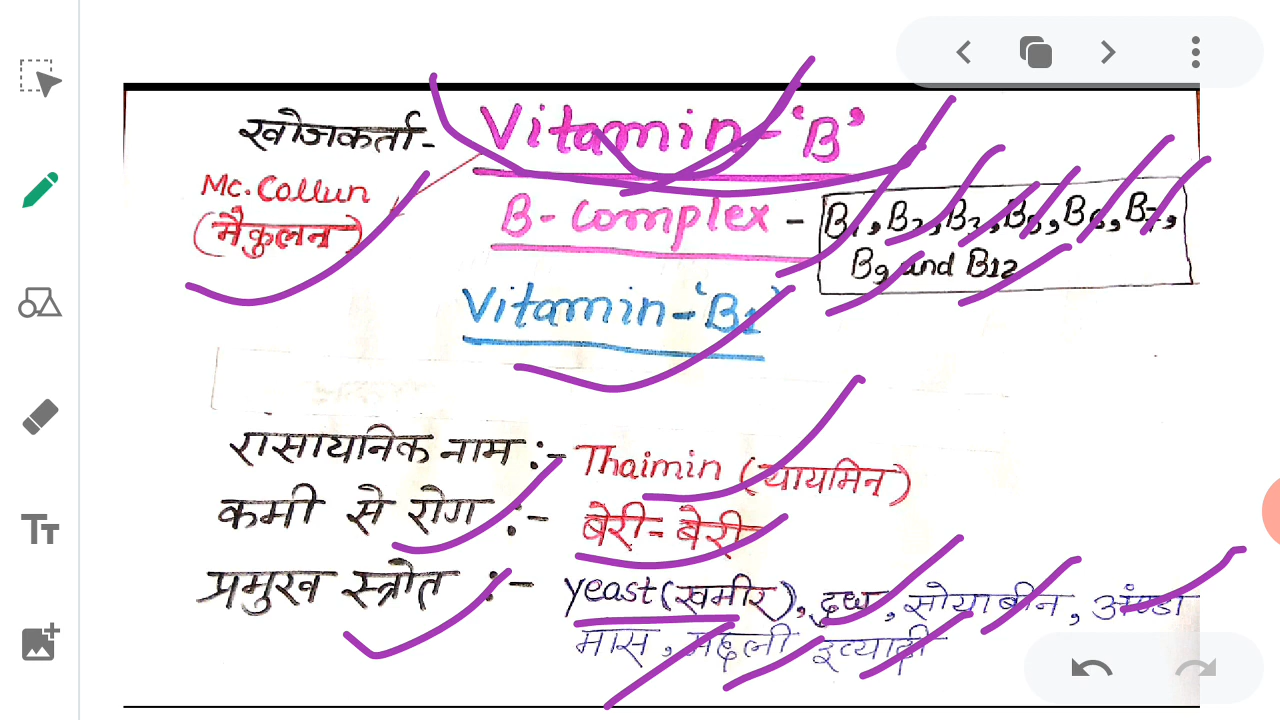 खोजकर्ता- Vitamin-'B'
Mc.Collun
(मैकुलन)
B-Complex - B1, B2, B3, B5, B6, B7,
B9 and B12
Vitamin-'B1'
रासायनिक नाम :- Thaimin (थायमिन)
कमी से रोग :- बेरी-बेरी
प्रमुख स्त्रोत :- yeast(खमीर), दुध, सोयाबीन, अंण्डा
मास, मछली इत्यादी
Tт